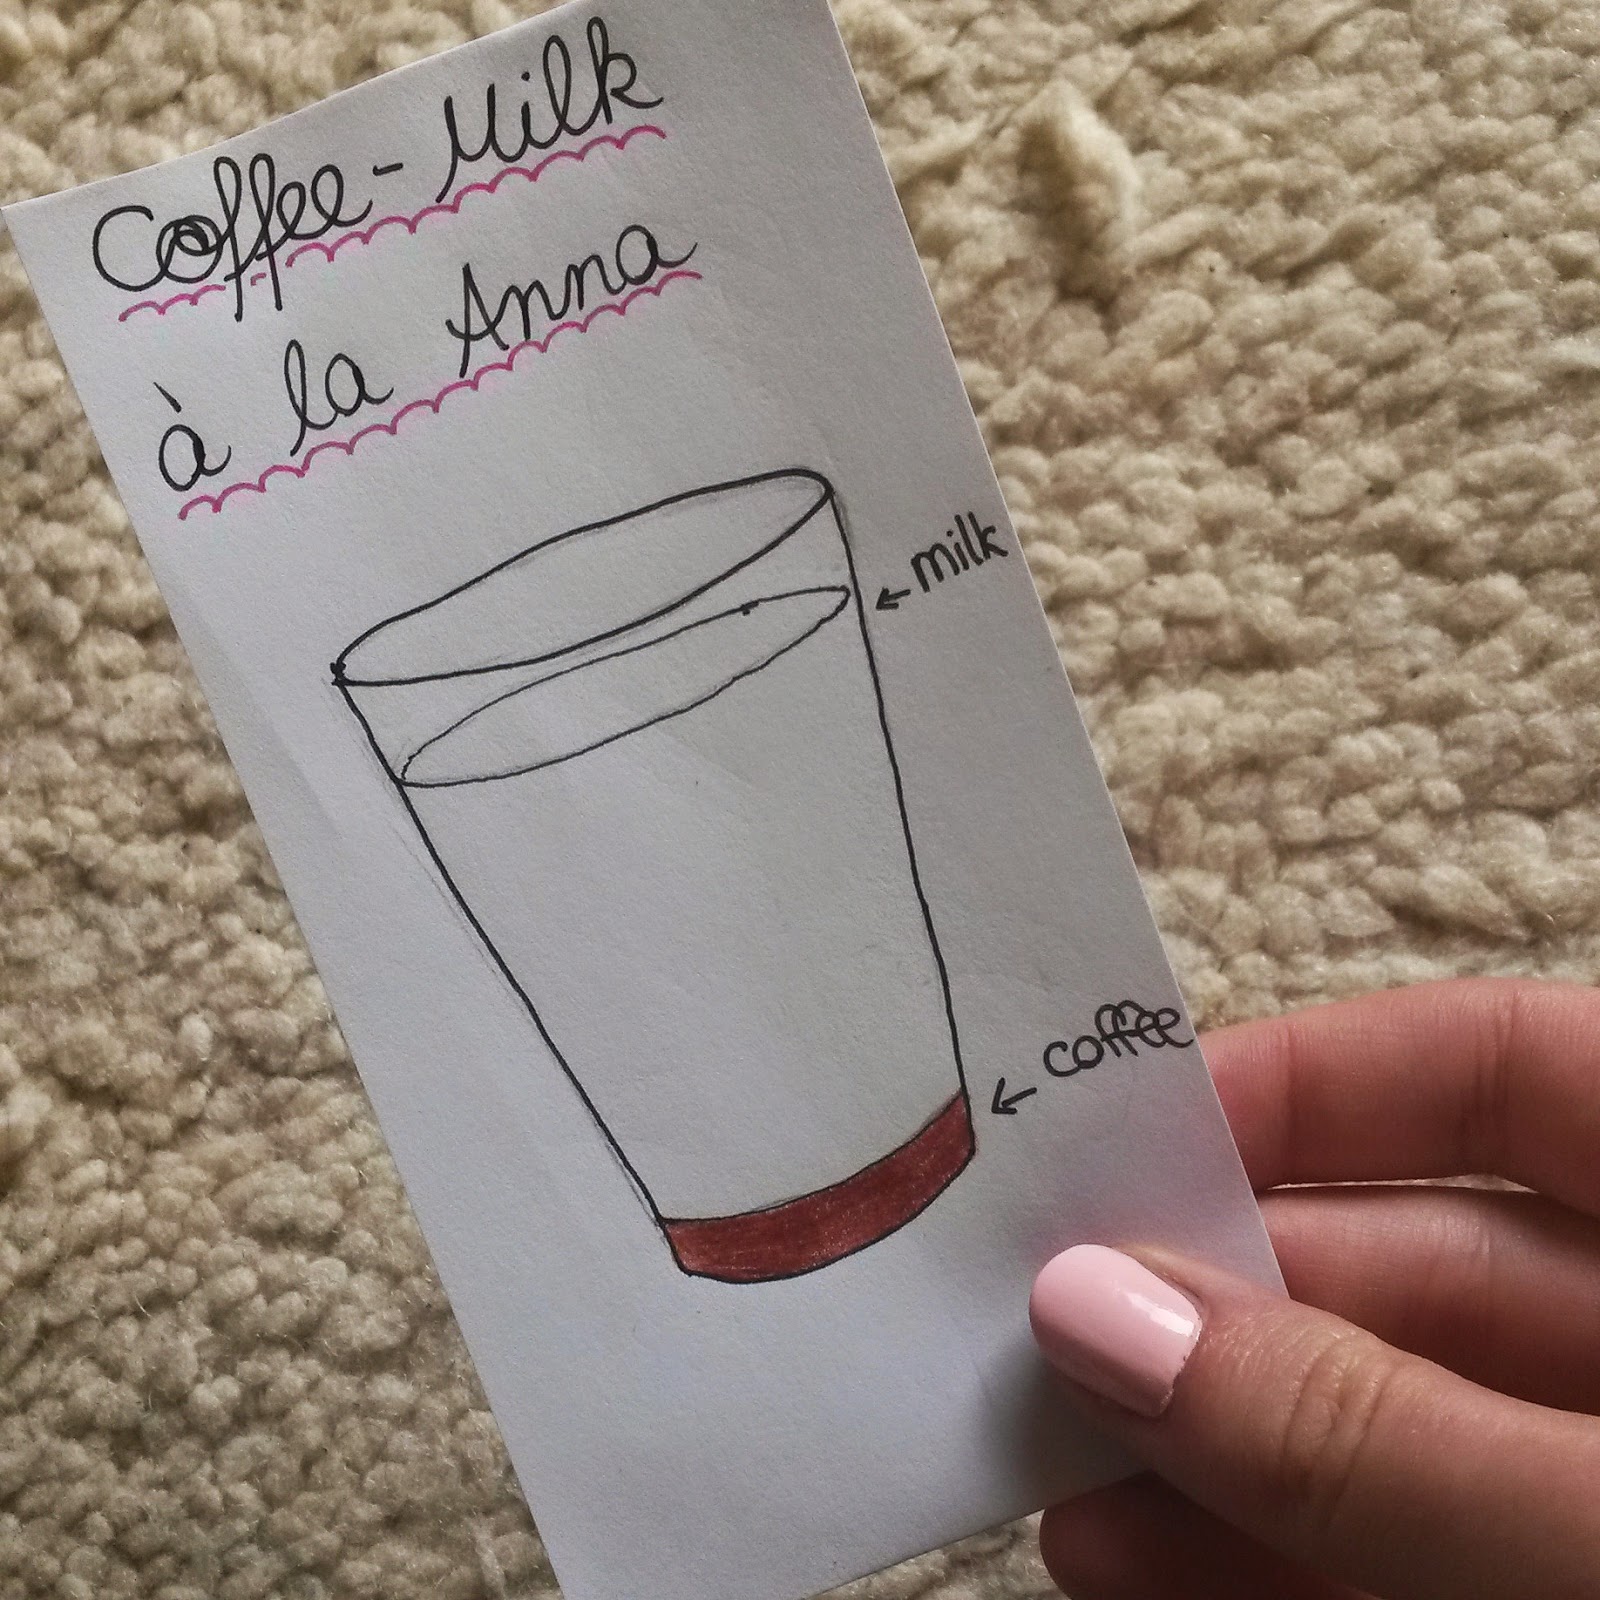 Coffee-Milk
à la Anna
← milk
← coffee